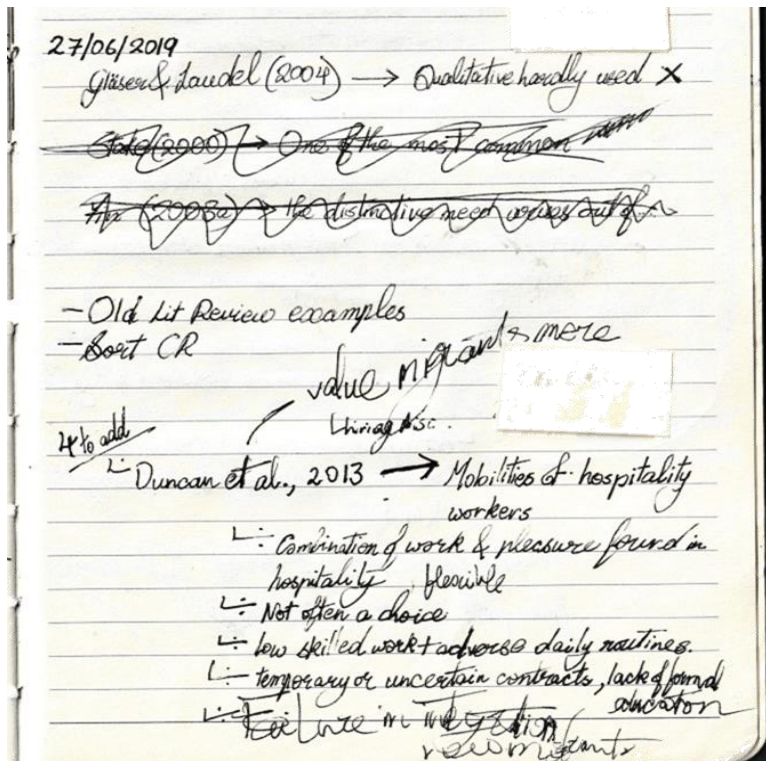 27/06/2019
Gläser & Laudel (2004) → Qualitative hardly used ×
Stake (2000) → One of the most common
(2003a) → the distinctive need arises out of
- Old Lit Review examples
- Sort CR
value migrants more
4 to add
Duncan et al., 2013 → Mobilities of hospitality
workers
Combination of work & pleasure found in
hospitality, flexible
Not often a choice
low skilled work + adverse daily routines.
temporary or uncertain contracts, lack of formal
education
Failure in integration